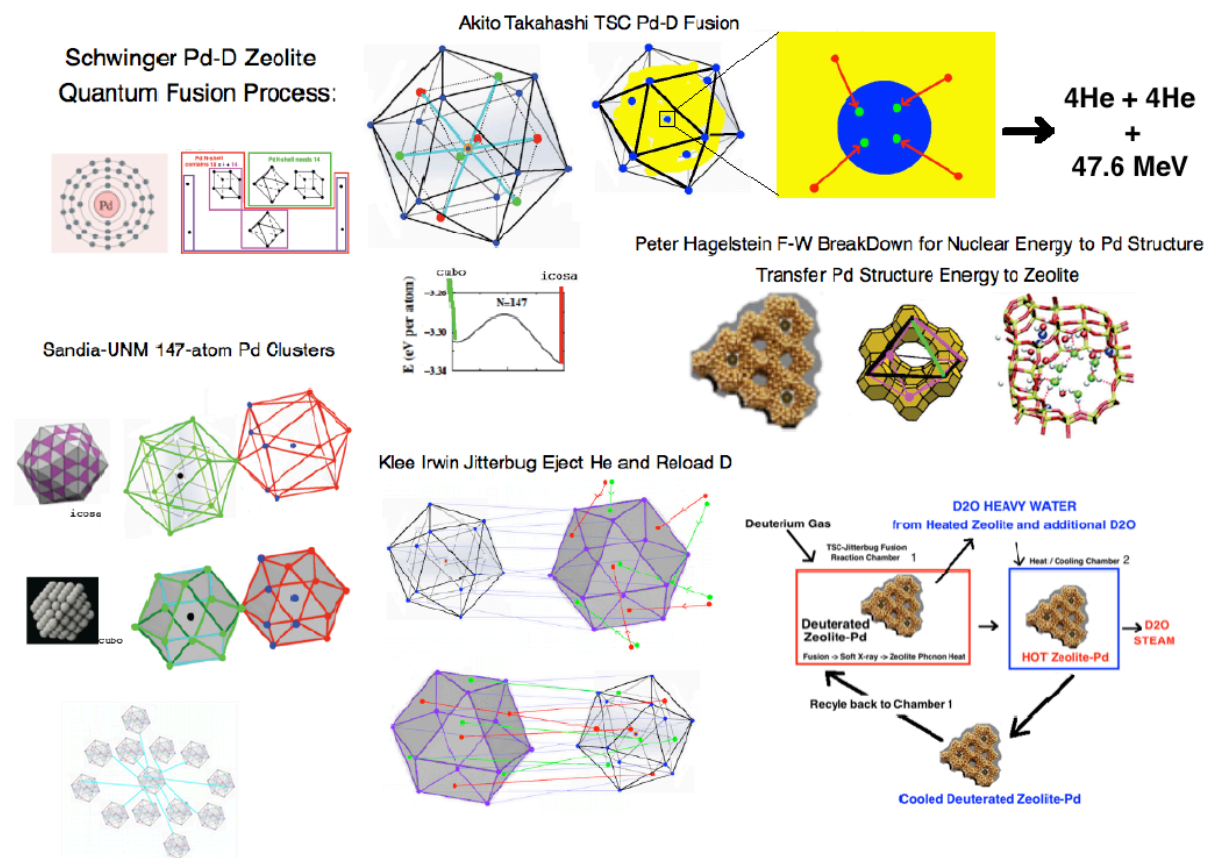 Akito Takahashi TSC Pd-D Fusion
Schwinger Pd-D Zeolite
Quantum Fusion Process:
Pd
Pd N-shell
Pd N-shell needs 14
4He + 4He
+
47.6 MeV
Peter Hagelstein F-W BreakDown for Nuclear Energy to Pd Structure
Transfer Pd Structure Energy to Zeolite
cubo
icosa
N=147
E (eV per atom)
-3.26
-3.30
-3.34
Sandia-UNM 147-atom Pd Clusters
icosa
cubo
Klee Irwin Jitterbug Eject He and Reload D
D2O HEAVY WATER
from Heated Zeolite and additional D2O
Deuterium Gas
TSC-Jitterbug Fusion
Reaction Chamber 1
Heat / Cooling Chamber 2
Deuterated
Zeolite-Pd
Fusion -> Soft X-ray -> Zeolite Phonon Heat
HOT Zeolite-Pd
D2O
STEAM
Recyle back to Chamber 1
Cooled Deuterated Zeolite-Pd